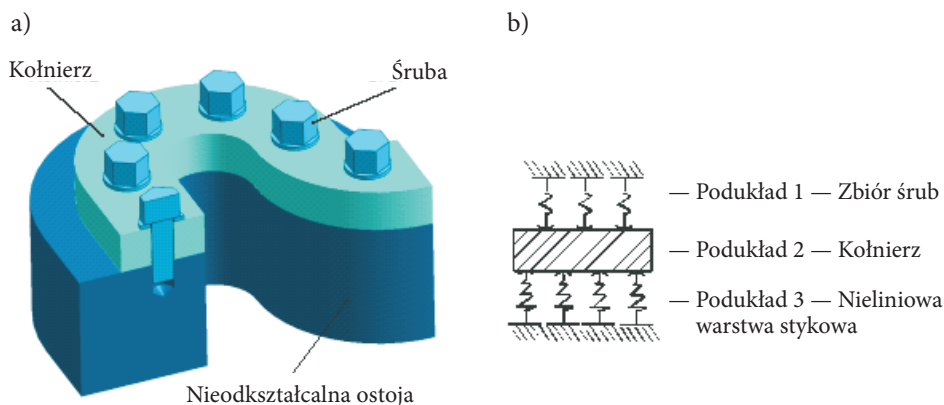 a)
Kołnierz
Śruba
Nieodkształcalna ostoja
b)
— Podukład 1 — Zbiór śrub
— Podukład 2 — Kołnierz
— Podukład 3 — Nieliniowa
warstwa stykowa